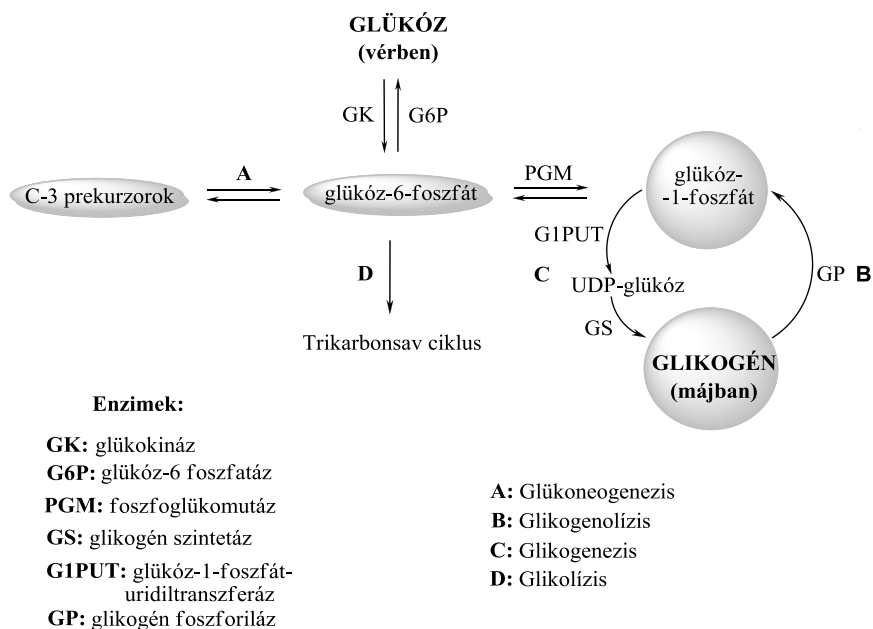 GLÜKÓZ
(vérben)
GK
G6P
A
C-3 prekurzorok
glükóz-6-foszfát
PGM
glükóz-
-1-foszfát
G1PUT
D
C
UDP-glükóz
GP
B
GS
Trikarbonsav ciklus
GLIKOGÉN
(májban)
Enzimek:
GK: glükokináz
G6P: glükóz-6 foszfatáz
PGM: foszfoglükomutáz
GS: glikogén szintetáz
G1PUT: glükóz-1-foszfát-
uridiltranszferáz
GP: glikogén foszforiláz
A: Glükoneogenezis
B: Glikogenolízis
C: Glikogenezis
D: Glikolízis